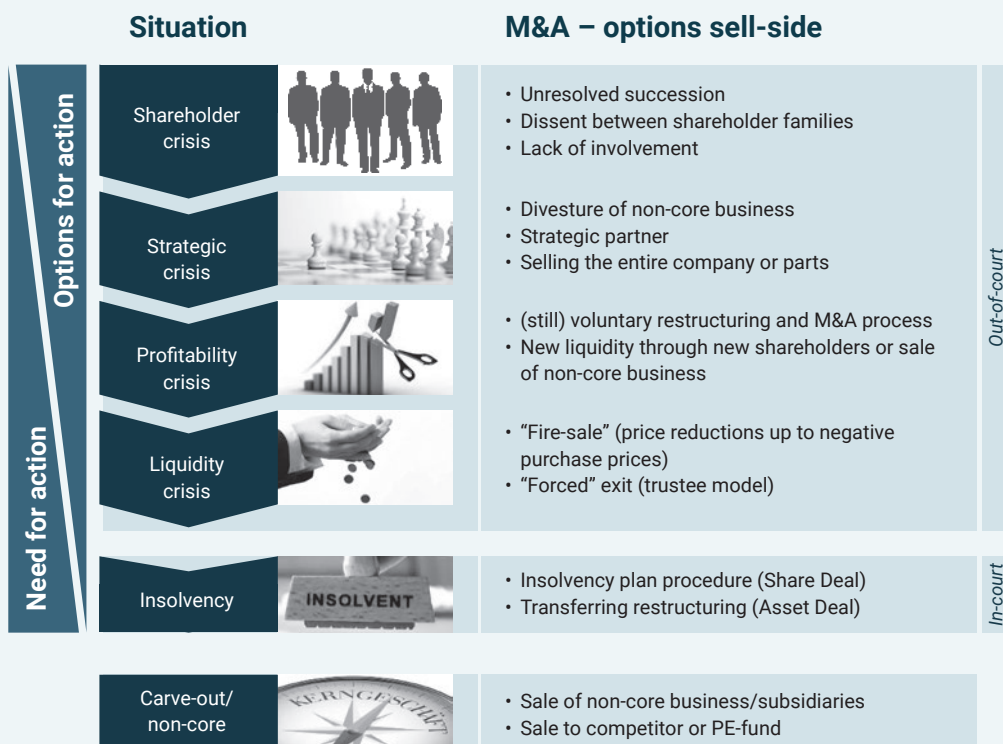 Situation
M&A – options sell-side
Options for action
Need for action
Shareholder
crisis
• Unresolved succession
• Dissent between shareholder families
• Lack of involvement
Strategic
crisis
• Divesture of non-core business
• Strategic partner
• Selling the entire company or parts
Profitability
crisis
• (still) voluntary restructuring and M&A process
• New liquidity through new shareholders or sale
of non-core business
Liquidity
crisis
• “Fire-sale” (price reductions up to negative
purchase prices)
• “Forced” exit (trustee model)
Out-of-court
Insolvency
INSOLVENT
• Insolvency plan procedure (Share Deal)
• Transferring restructuring (Asset Deal)
In-court
Carve-out/
non-core
KERNGESCHÄFT
• Sale of non-core business/subsidiaries
• Sale to competitor or PE-fund